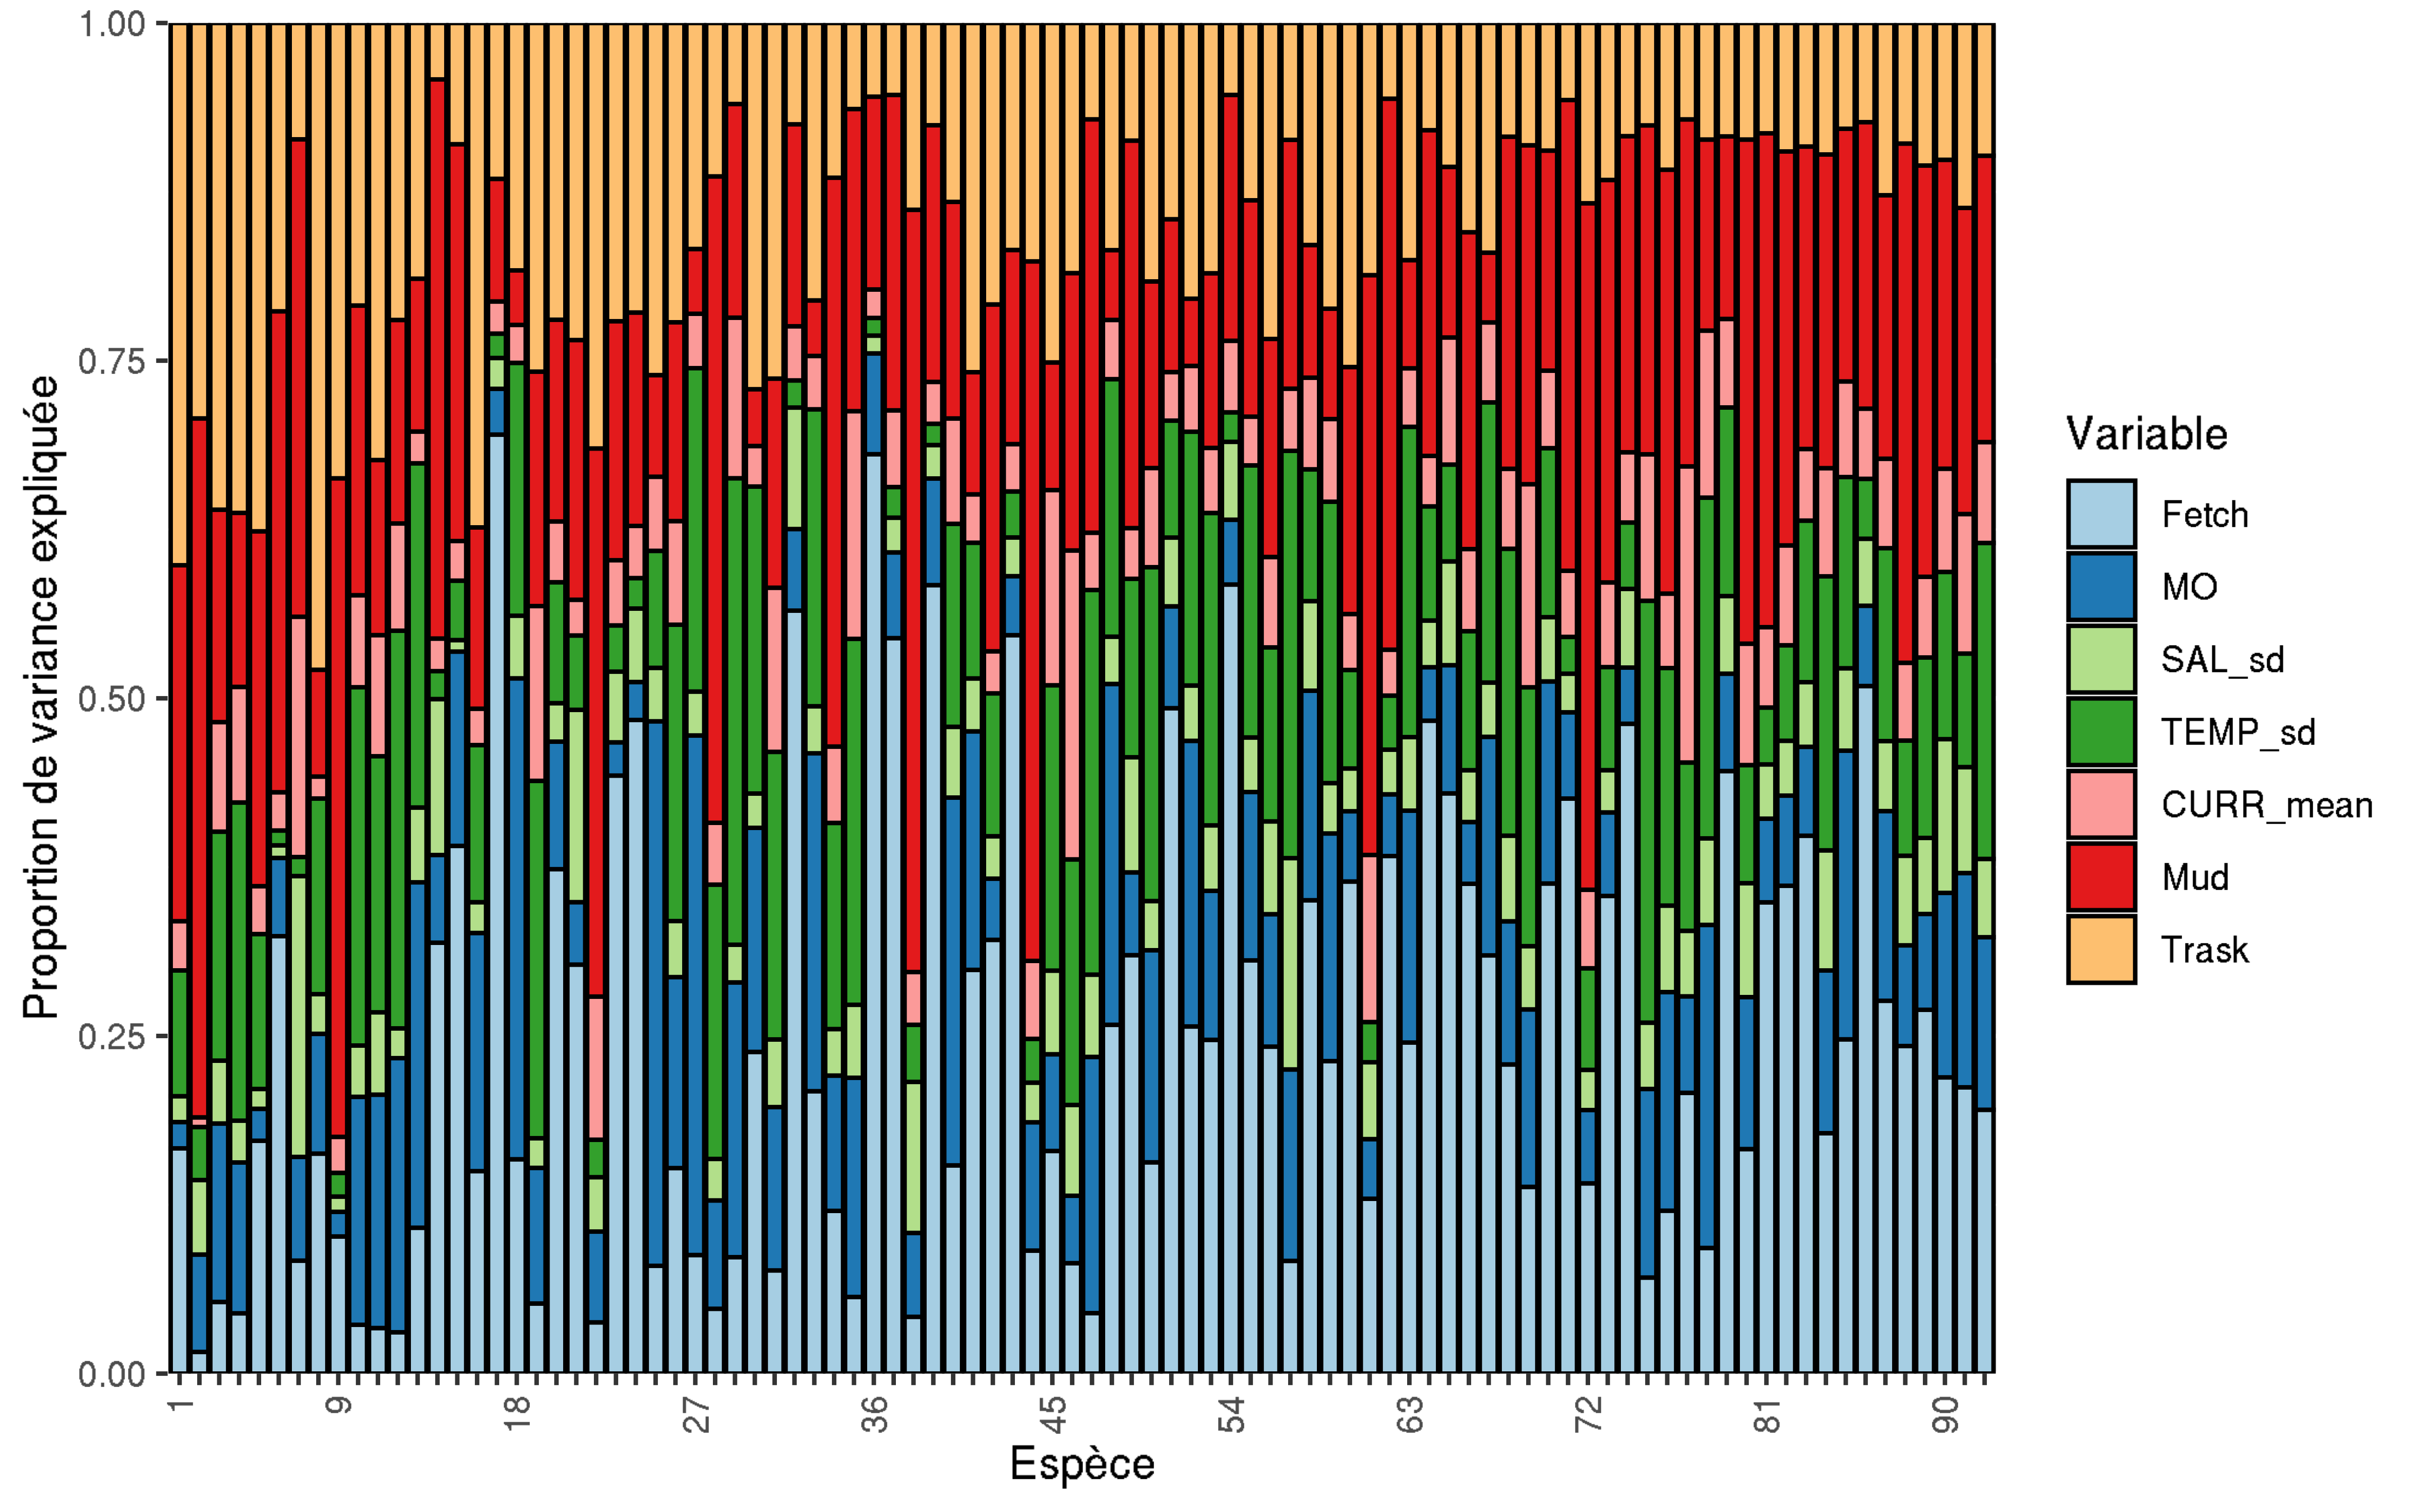 Proportion de variance expliquée
1.00
0.75
0.50
0.25
0.00
1
9
18
27
36
45
54
63
72
81
90
Espèce
Variable
Fetch
MO
SAL_sd
TEMP_sd
CURR_mean
Mud
Trask